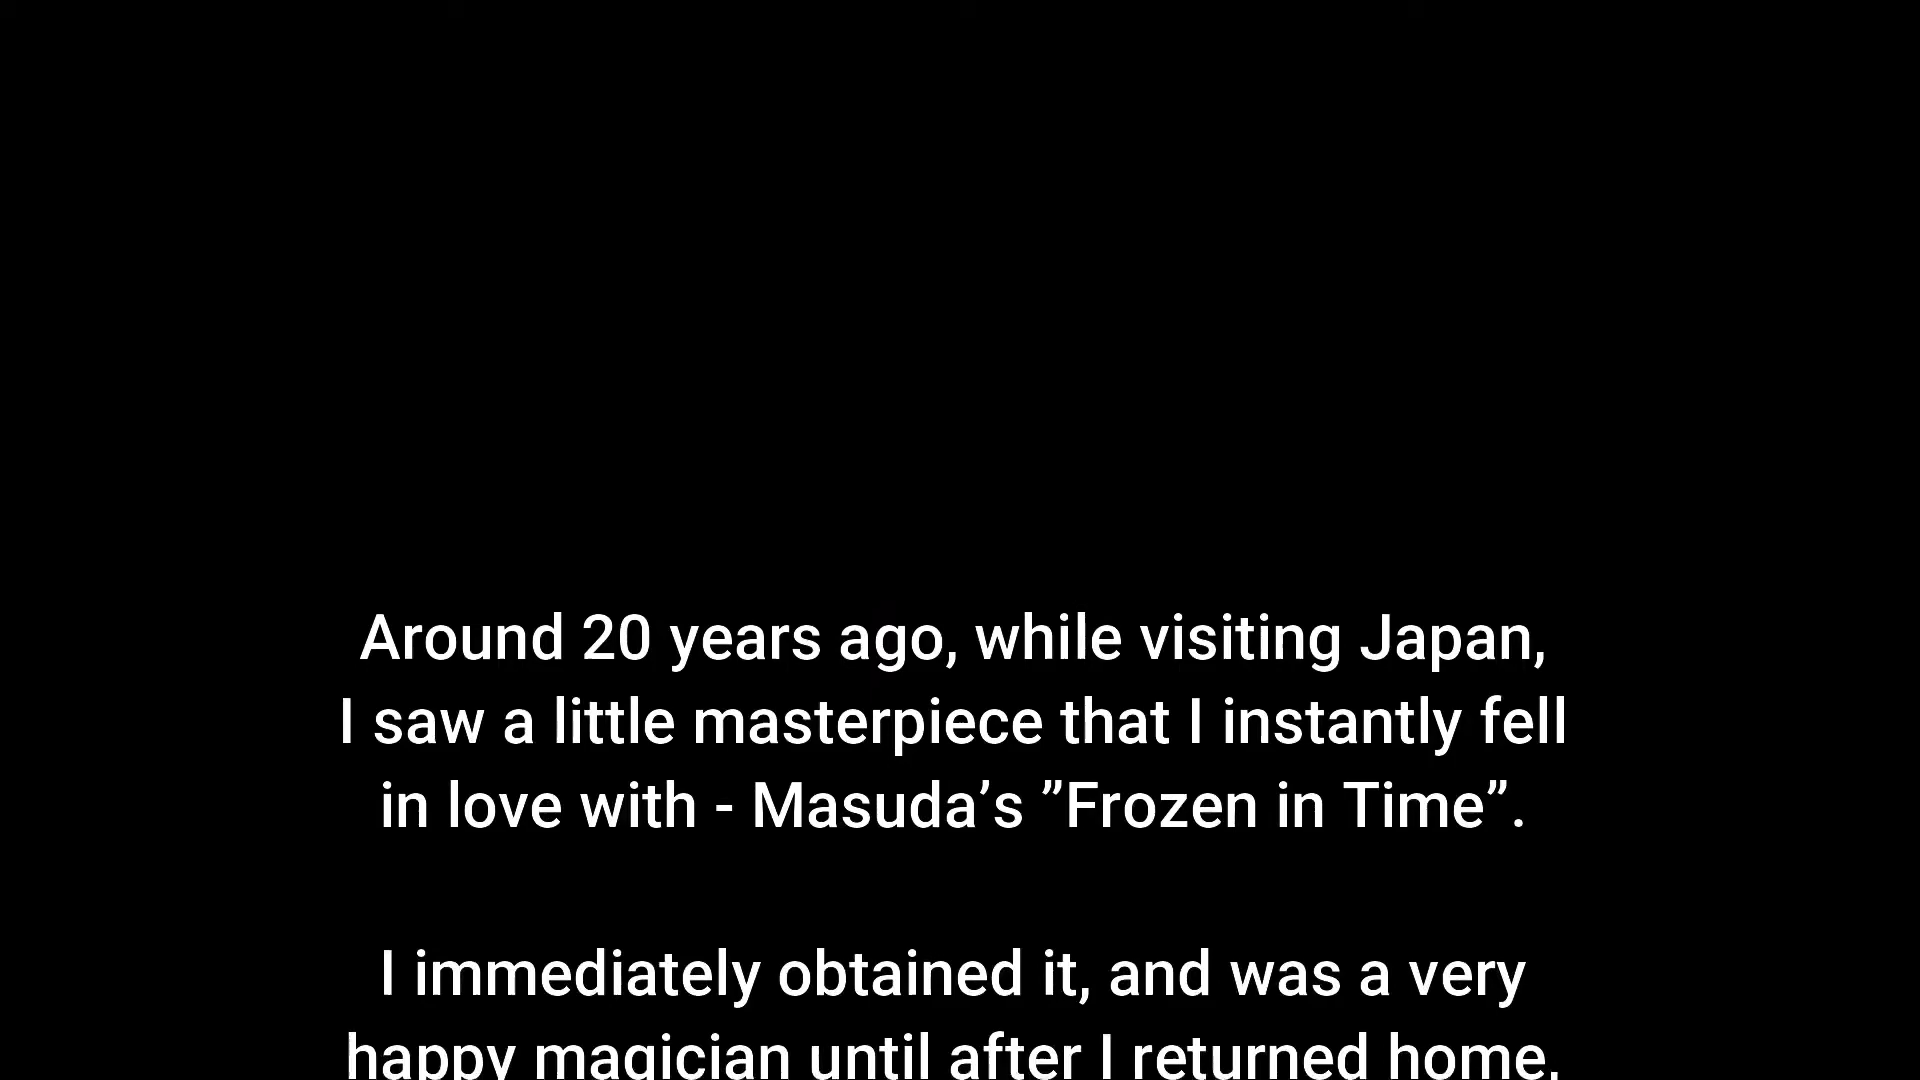 Around 20 years ago, while visiting Japan,
I saw a little masterpiece that I instantly fell
in love with - Masuda’s ”Frozen in Time”.
I immediately obtained it, and was a very
happy magician until after I returned home,